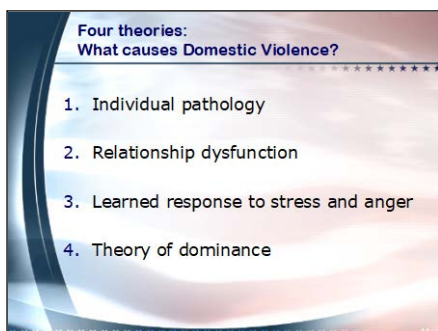 Four theories:
What causes Domestic Violence?
1. Individual pathology
2. Relationship dysfunction
3. Learned response to stress and anger
4. Theory of dominance